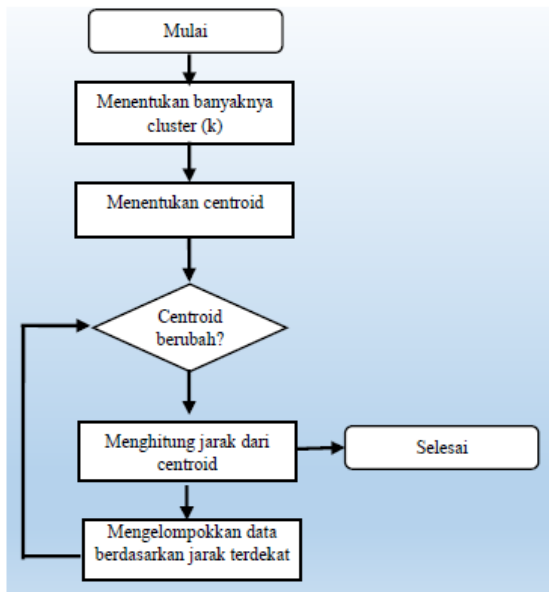 Mulai
Menentukan banyaknya
cluster (k)
Menentukan centroid
Centroid
berubah?
Menghitung jarak dari
centroid
Selesai
Mengelompokkan data
berdasarkan jarak terdekat